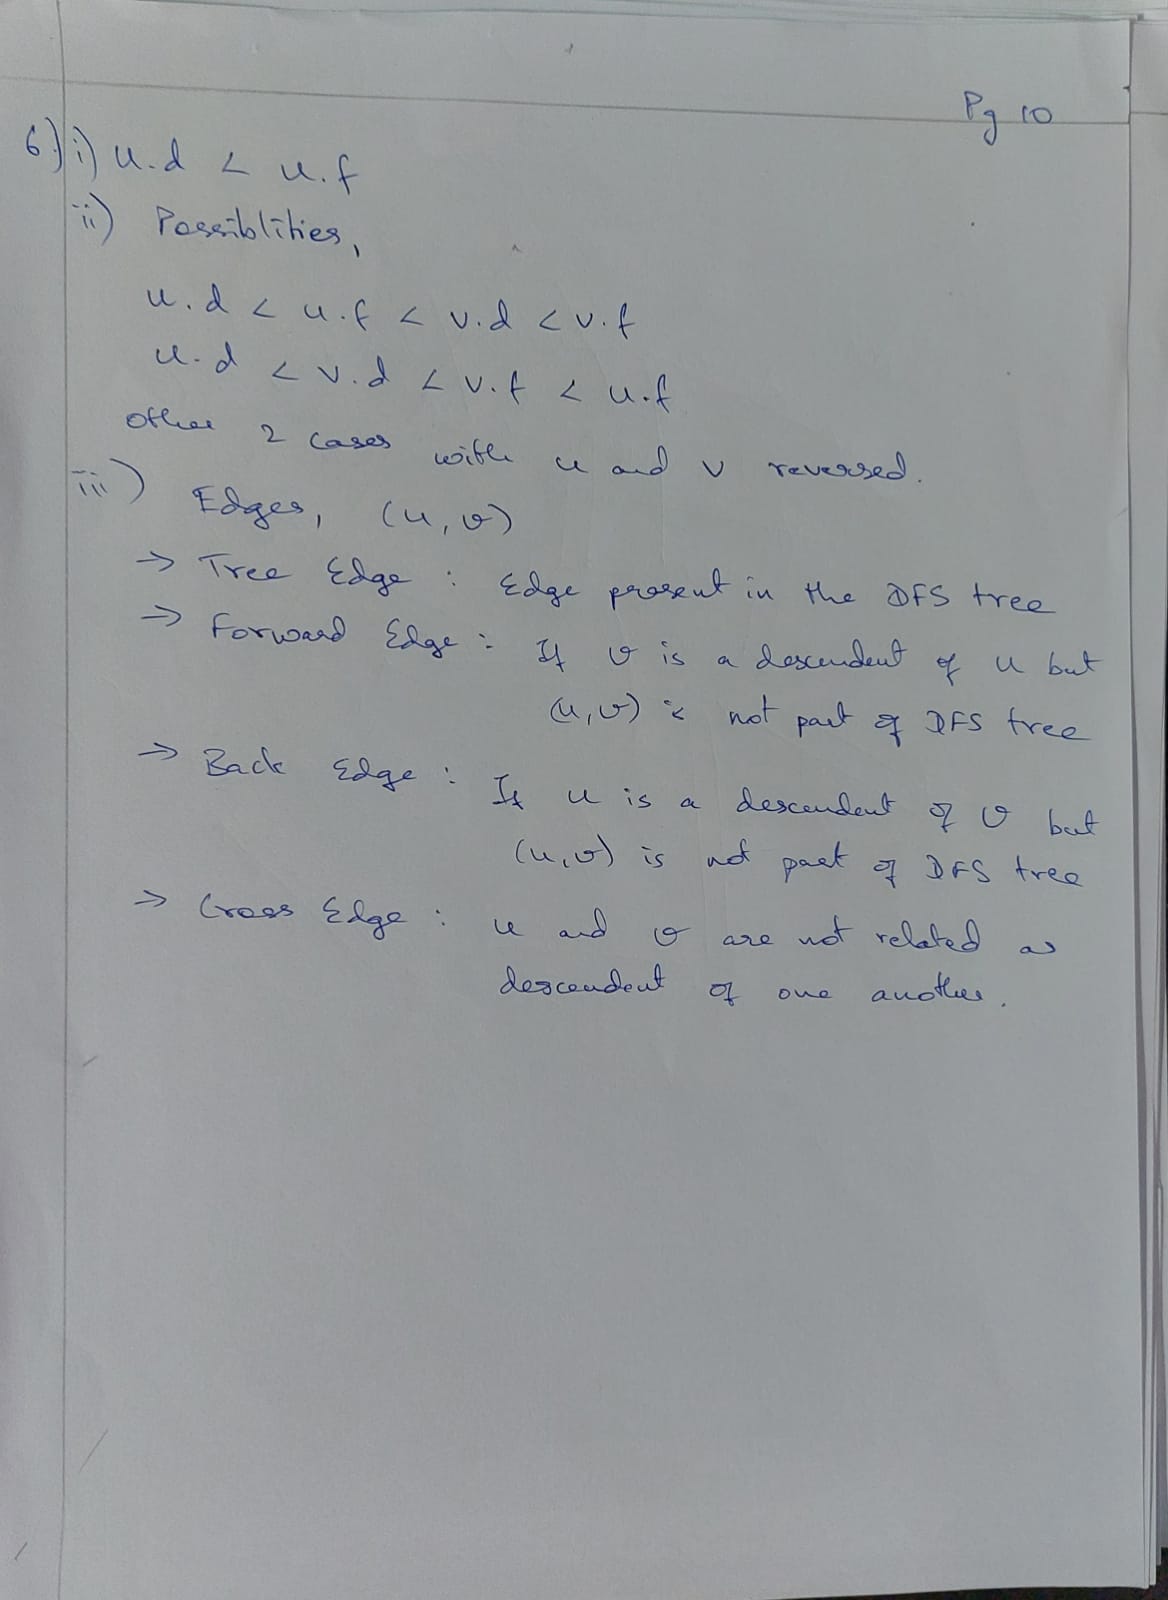 Pg 10
6) i) u.d < u.f
ii) Possiblities,
u.d < u.f < v.d < v.f
u.d < v.d < v.f < u.f
other 2 cases with u and v reversed.
iii) Edges, (u,v)
→ Tree Edge : Edge present in the DFS tree
→ Forward Edge : If v is a descendent of u but
(u,v) is not part of DFS tree
→ Back Edge : If u is a descendent of v but
(u,v) is not part of DFS tree
→ Cross Edge : u and v are not related as
descendent of one another.